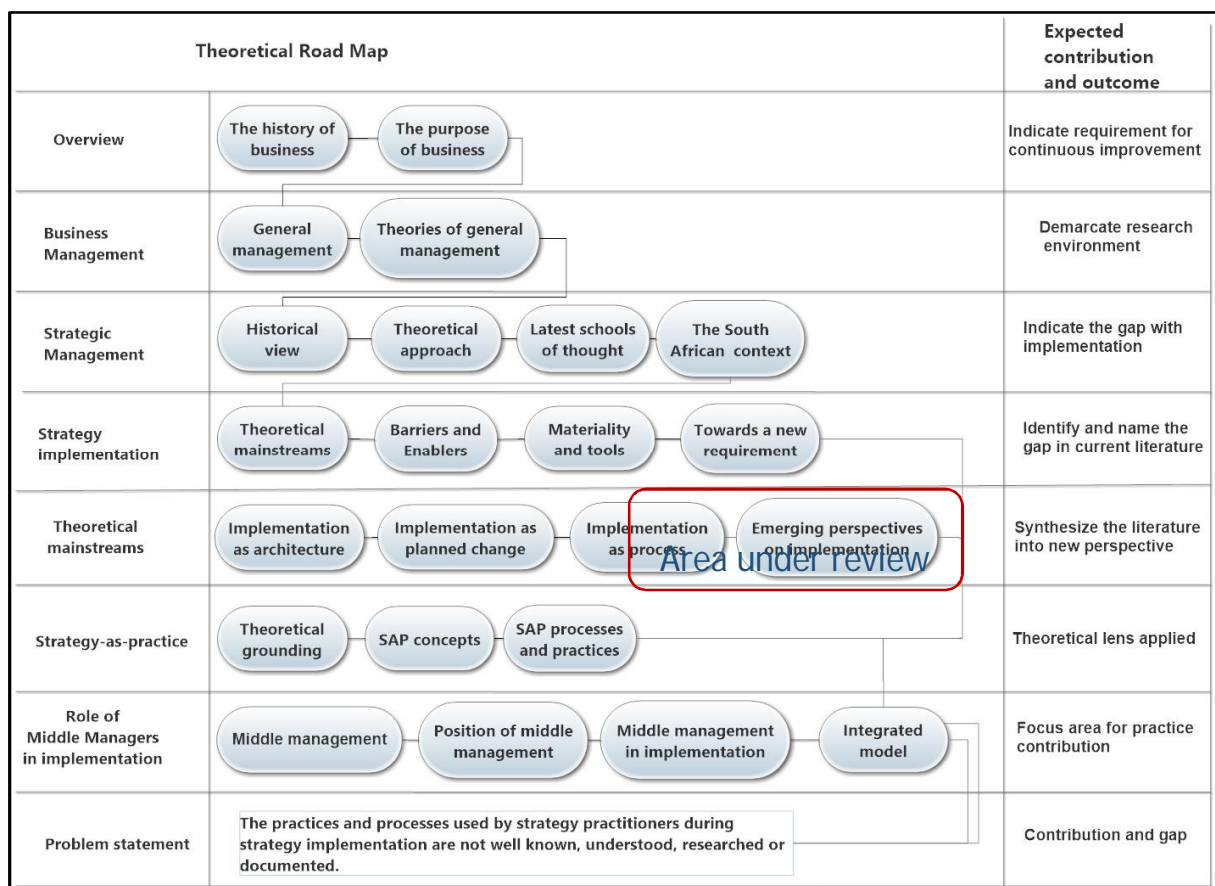 Theoretical Road Map
Expected
contribution
and outcome
Overview
The history of
business
The purpose
of business
Indicate requirement for
continuous improvement
Business
Management
General
management
Theories of general
management
Demarcate research
environment
Strategic
Management
Historical
view
Theoretical
approach
Latest schools
of thought
The South
African context
Indicate the gap with
implementation
Strategy
implementation
Theoretical
mainstreams
Barriers and
Enablers
Materiality
and tools
Towards a new
requirement
Identify and name the
gap in current literature
Theoretical
mainstreams
Implementation
as architecture
Implementation as
planned change
Implementation
as process
Emerging perspectives
on implementation
Area under review
Synthesize the literature
into new perspective
Strategy-as-practice
Theoretical
grounding
SAP concepts
SAP processes
and practices
Theoretical lens applied
Role of
Middle Managers
in implementation
Middle management
Position of middle
management
Middle management
in implementation
Integrated
model
Focus area for practice
contribution
Problem statement
The practices and processes used by strategy practitioners during
strategy implementation are not well known, understood, researched or
documented.
Contribution and gap